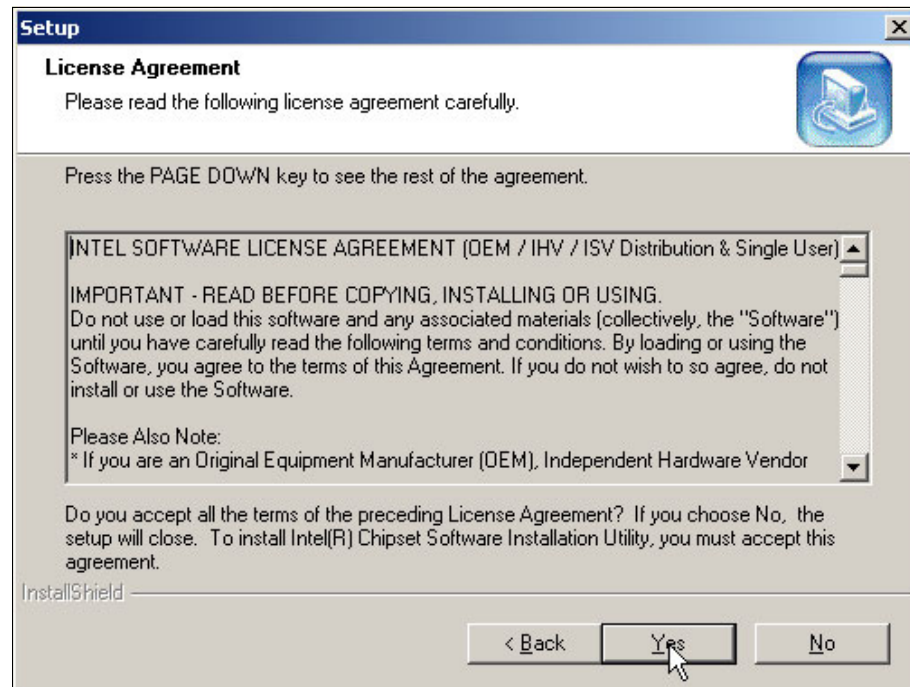 Setup
License Agreement
Please read the following license agreement carefully.
Press the PAGE DOWN key to see the rest of the agreement.
INTEL SOFTWARE LICENSE AGREEMENT (OEM / IHV / ISV Distribution & Single User)
IMPORTANT - READ BEFORE COPYING, INSTALLING OR USING.
Do not use or load this software and any associated materials (collectively, the "Software")
until you have carefully read the following terms and conditions. By loading or using the
Software, you agree to the terms of this Agreement. If you do not wish to so agree, do not
install or use the Software.
Please Also Note:
* If you are an Original Equipment Manufacturer (OEM), Independent Hardware Vendor
Do you accept all the terms of the preceding License Agreement?  If you choose No,  the
setup will close.  To install Intel(R) Chipset Software Installation Utility, you must accept this
agreement.
InstallShield
< Back Yes No